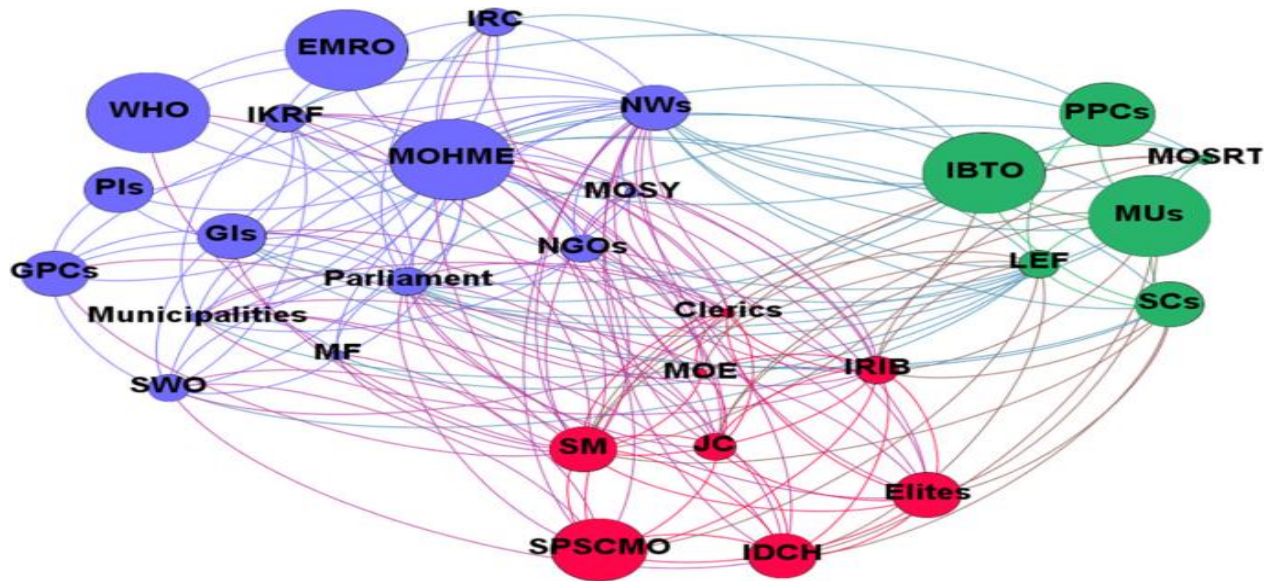 IRC
EMRO
WHO
IKRF
NWs
PPCs
MOHME
MOSRT
IBTO
PIs
MOSY
MUs
GIs
NGOs
GPCs
Parliament
LEF
SCs
Municipalities
Clerics
MF
MOE
IRIB
SWO
SM
JC
Elites
SPSCMO
IDCH